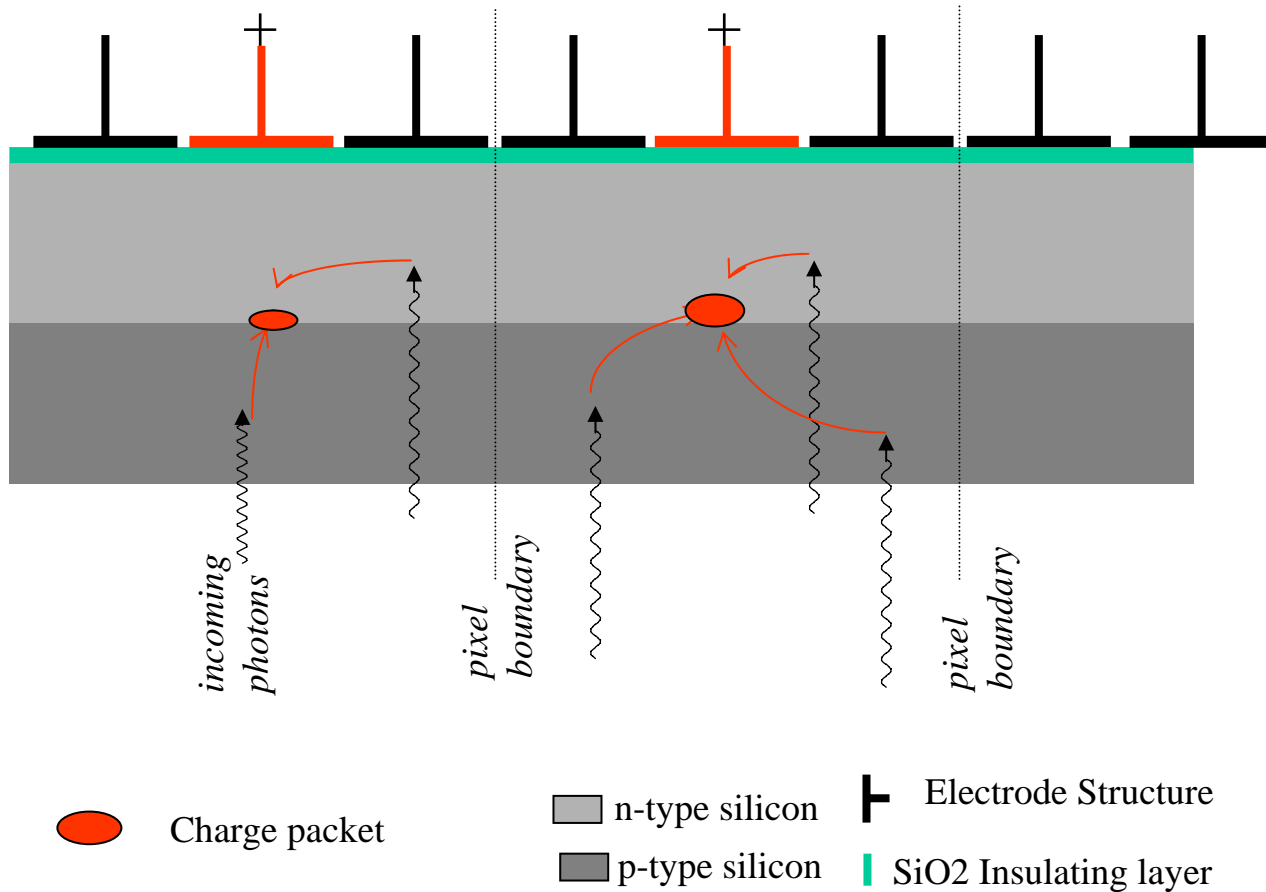 +
+
incoming
photons
pixel
boundary
pixel
boundary
Charge packet
n-type silicon
p-type silicon
Electrode Structure
SiO2 Insulating layer